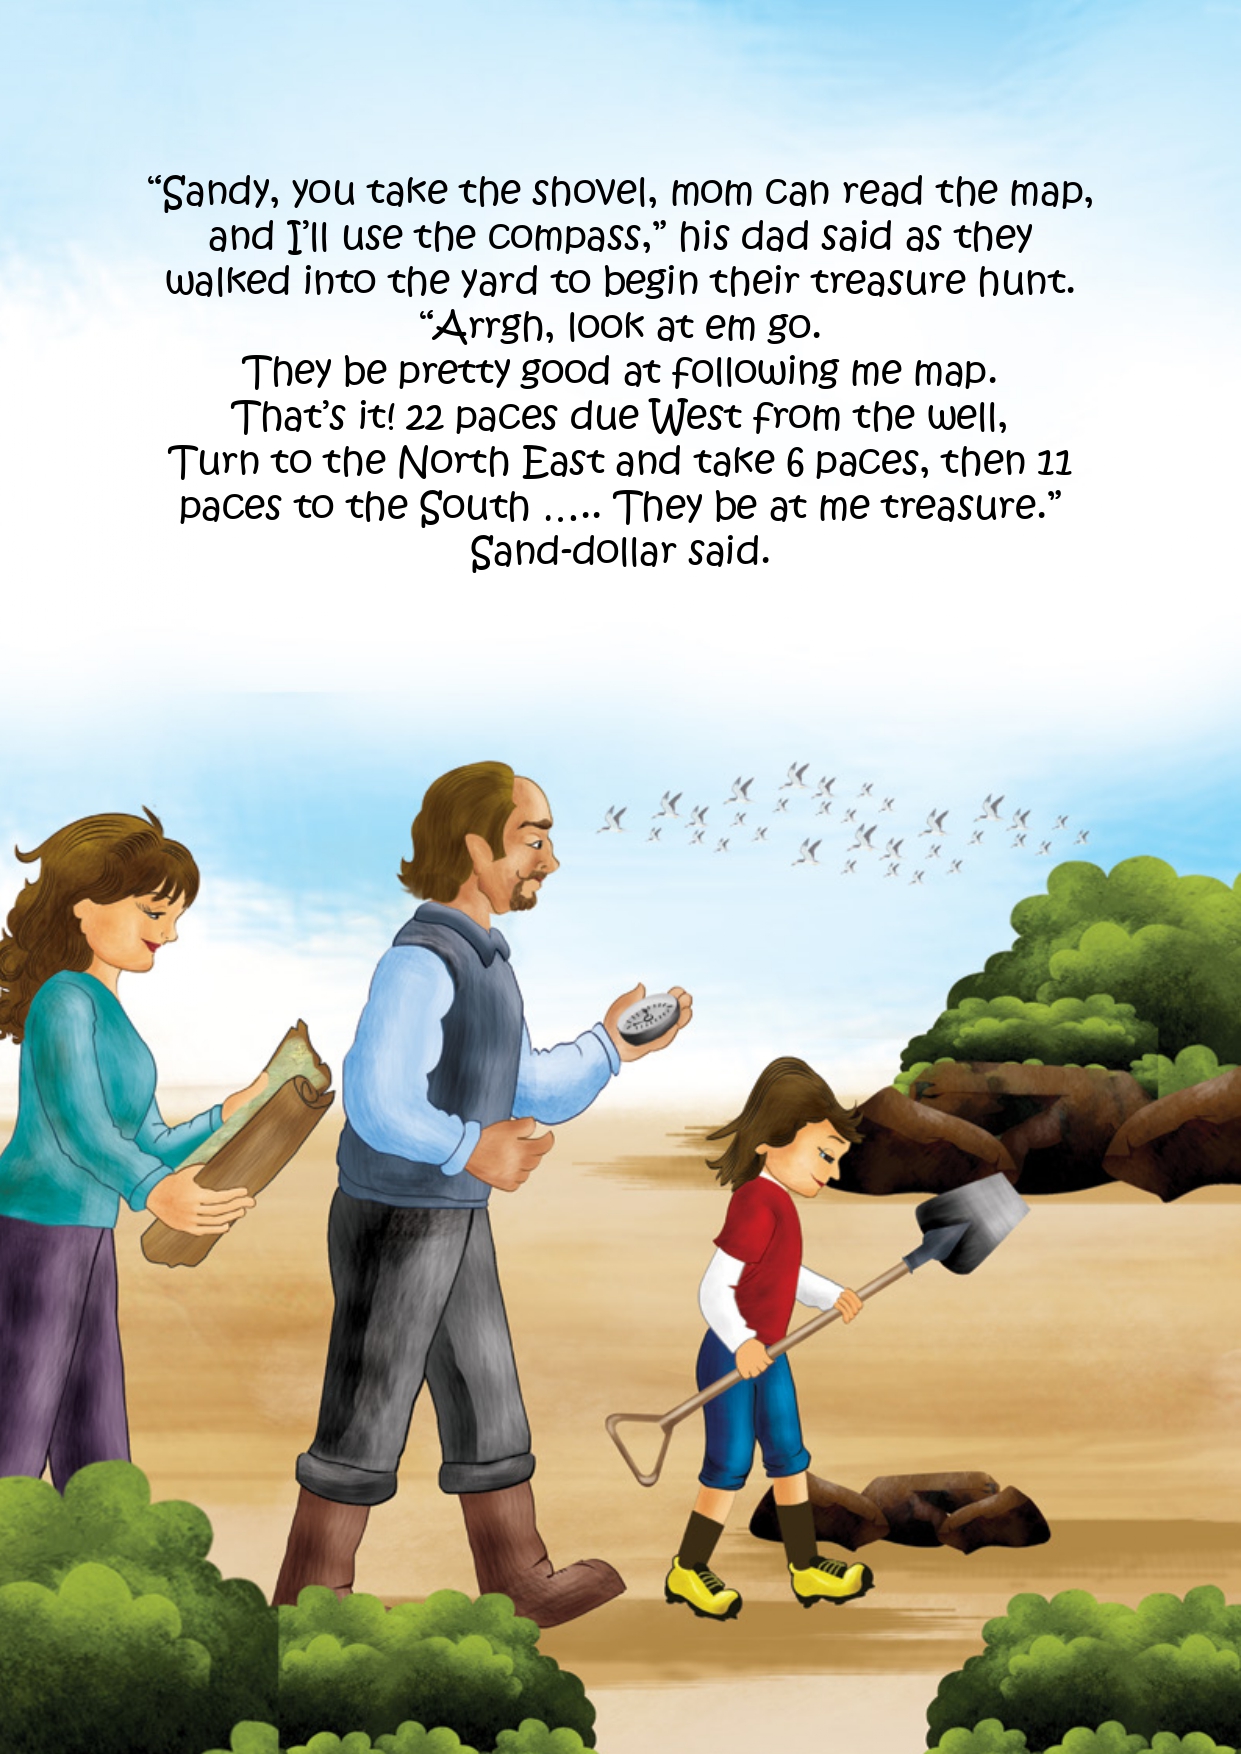 “Sandy, you take the shovel, mom can read the map,
and I’ll use the compass,” his dad said as they
walked into the yard to begin their treasure hunt.
“Arrgh, look at em go.
They be pretty good at following me map.
That’s it! 22 paces due West from the well,
Turn to the North East and take 6 paces, then 11
paces to the South ….. They be at me treasure.”
Sand-dollar said.